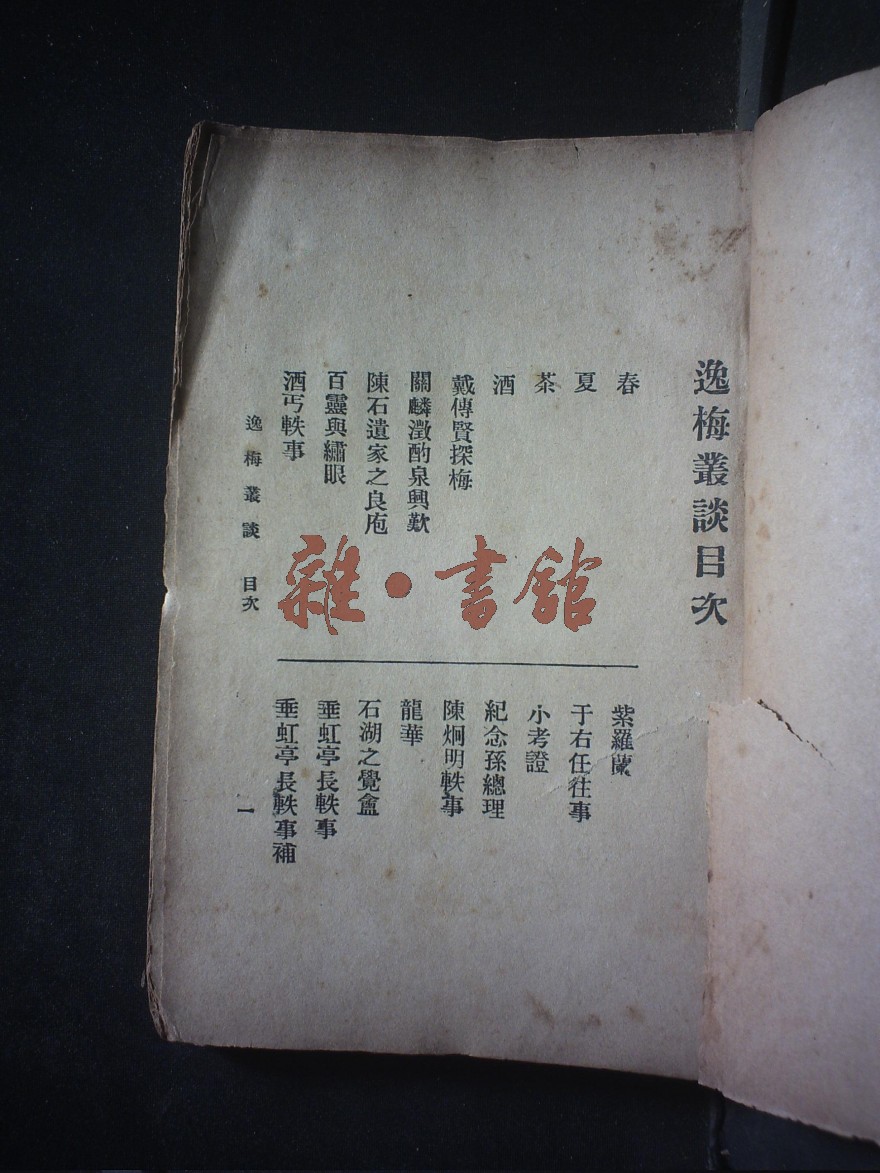 逸梅叢談目次
春
夏
茶
酒
戴傳賢探梅
關麟澂酌泉興歎
陳石遺家之良庖
百靈與繡眼
酒丐軼事
紫羅蘭
于右任往事
小考證
紀念孫總理
陳炯明軼事
龍華
石湖之覺盦
垂虹亭長軼事
垂虹亭長軼事補
逸梅叢談 目次
一
雜·書館